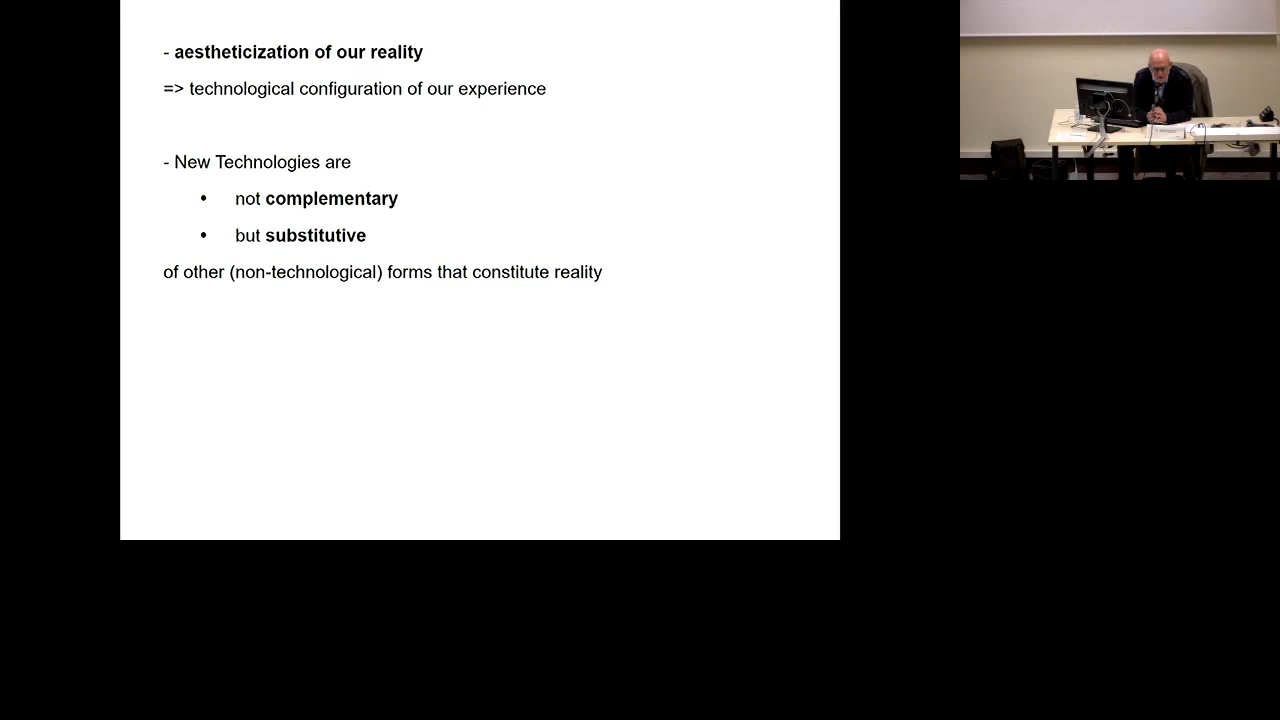 - aestheticization of our reality
=> technological configuration of our experience
- New Technologies are
• not complementary
• but substitutive
of other (non-technological) forms that constitute reality